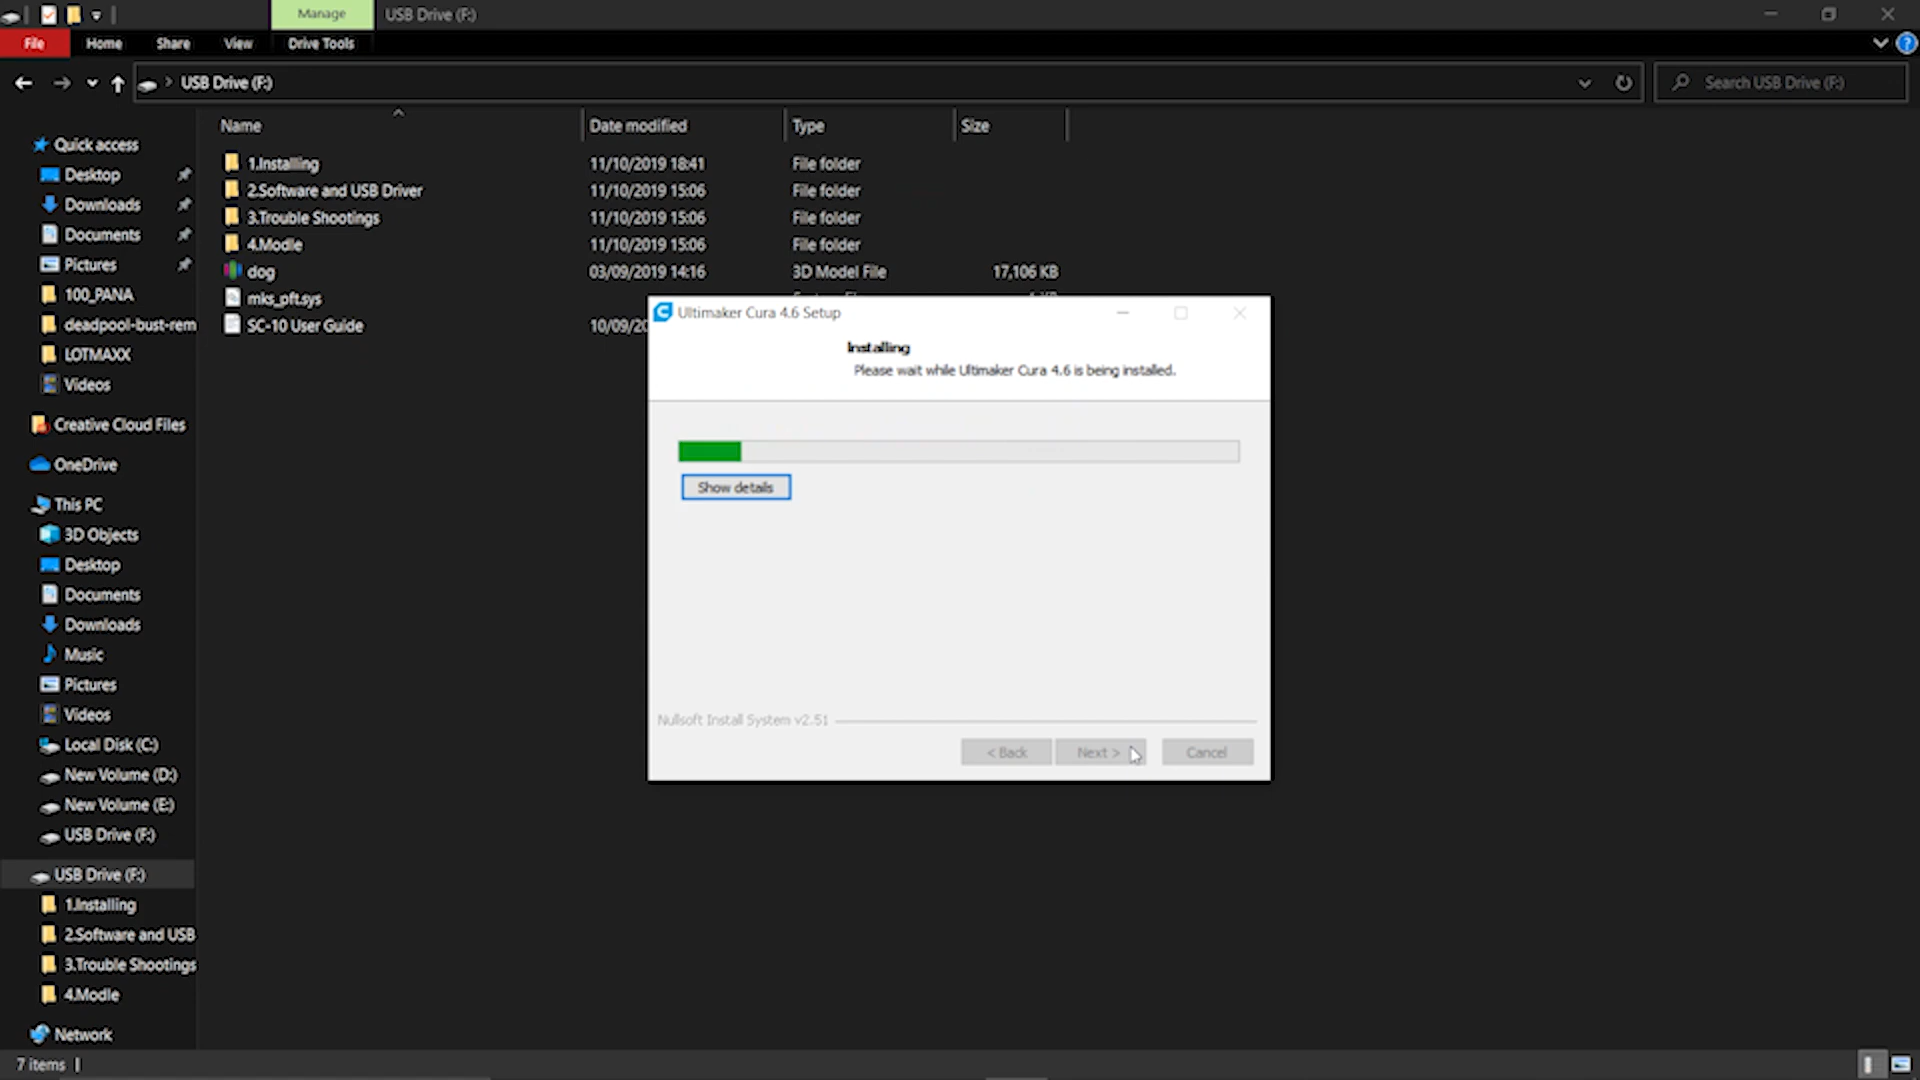 Manage
USB Drive (F:)
File
Home
Share
View
Drive Tools
USB Drive (F:)
Search USB Drive (F:)
Name
Date modified
Type
Size
Quick access
Desktop
Downloads
Documents
Pictures
100_PANA
deadpool-bust-rem
LOTMAXX
Videos
Creative Cloud Files
OneDrive
This PC
3D Objects
Desktop
Documents
Downloads
Music
Pictures
Videos
Local Disk (C:)
New Volume (D:)
New Volume (E:)
USB Drive (F:)
USB Drive (F:)
1.Installing
2.Software and USB
3.Trouble Shootings
4.Modle
Network
1.Installing 11/10/2019 18:41 File folder
2.Software and USB Driver 11/10/2019 15:06 File folder
3.Trouble Shootings 11/10/2019 15:06 File folder
4.Modle 11/10/2019 15:06 File folder
dog 03/09/2019 14:16 3D Model File 17,106 KB
mks_pft.sys
SC-10 User Guide 10/09/20
Ultimaker Cura 4.6 Setup
Installing
Please wait while Ultimaker Cura 4.6 is being installed.
Show details
Nullsoft Install System v2.51
< Back
Next >
Cancel
7 items